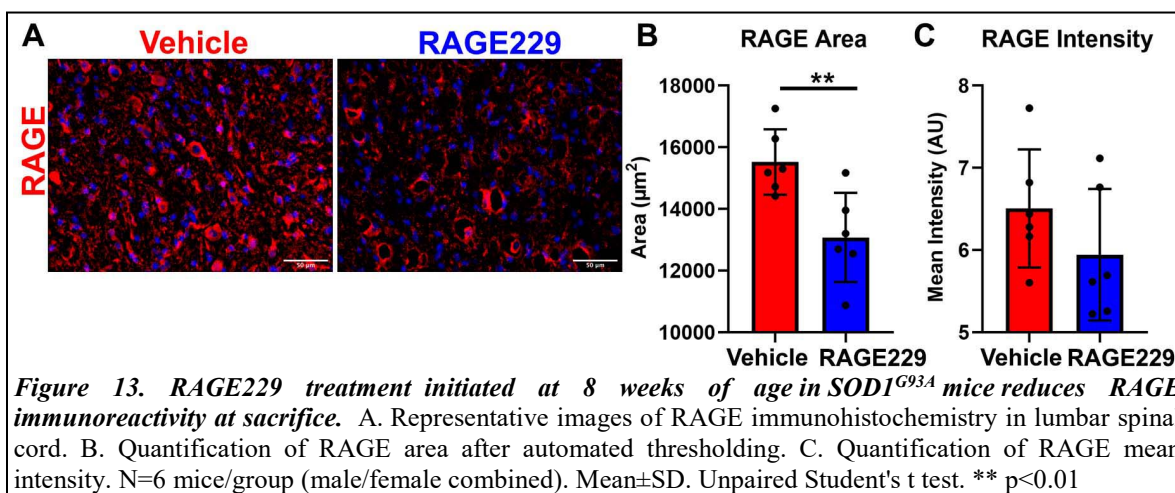 A
Vehicle
RAGE229
RAGE
50 µm
50 µm
B
RAGE Area
**
18000
16000
14000
12000
10000
Area (µm²)
Vehicle RAGE229
C
RAGE Intensity
8
7
6
5
Mean Intensity (AU)
Vehicle RAGE229
Figure 13. RAGE229 treatment initiated at 8 weeks of age in SOD1^G93A mice reduces RAGE
immunoreactivity at sacrifice. A. Representative images of RAGE immunohistochemistry in lumbar spina
cord. B. Quantification of RAGE area after automated thresholding. C. Quantification of RAGE mean
intensity. N=6 mice/group (male/female combined). Mean±SD. Unpaired Student's t test. ** p<0.01